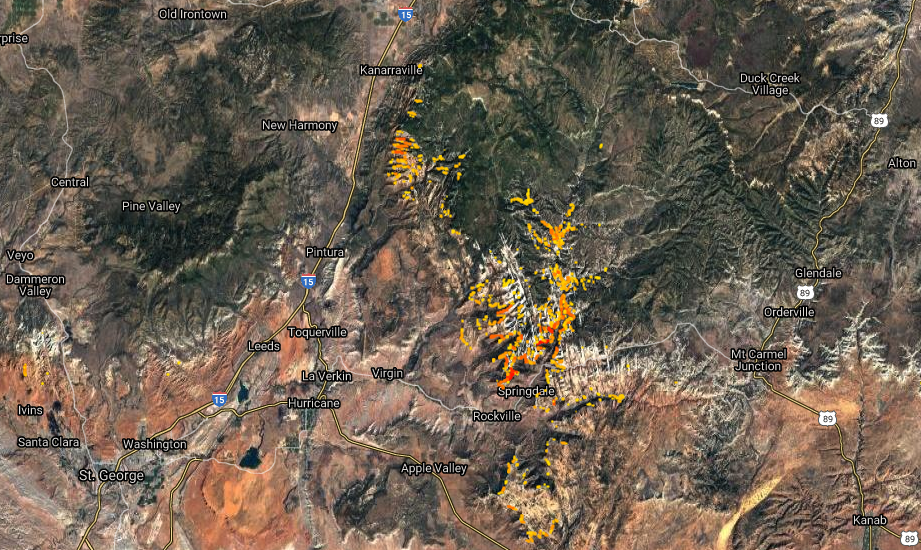 Old Irontown
15
prise
Kanarraville
Duck Creek
Village
89
New Harmony
Alton
Central
Pine Valley
Veyo
Pintura
Dammeron
Valley
15
Glendale
89
Orderville
Toquerville
Leeds
Mt Carmel
Junction
La Verkin
Virgin
Springdale
15
Hurricane
Ivins
Rockville
89
Santa Clara
Washington
St. George
Apple Valley
Kanab
89